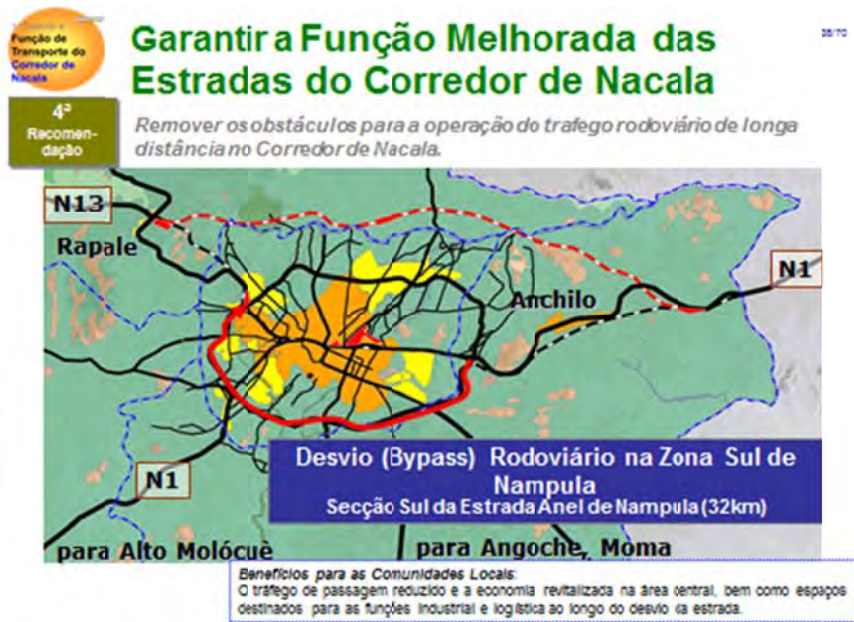 Função de
Transporte do
Corredor de
Nacala
Garantir a Função Melhorada das
Estradas do Corredor de Nacala
4ª
Recomen-
dação
Remover os obstáculos para a operação do trafego rodoviário de longa
distância no Corredor de Nacala.
N13
Rapale
N1
Anchilo
Desvio (Bypass) Rodoviário na Zona Sul de
Nampula
Secção Sul da Estrada Anel de Nampula (32km)
N1
para Alto Molócuè
para Angoche, Moma
Benefícios para as Comunidades Locais:
O tráfego de passagem reduzido e a economia revitalizada na área central, bem como espaços
destinados para as funções industrial e logística ao longo do desvio da estrada.